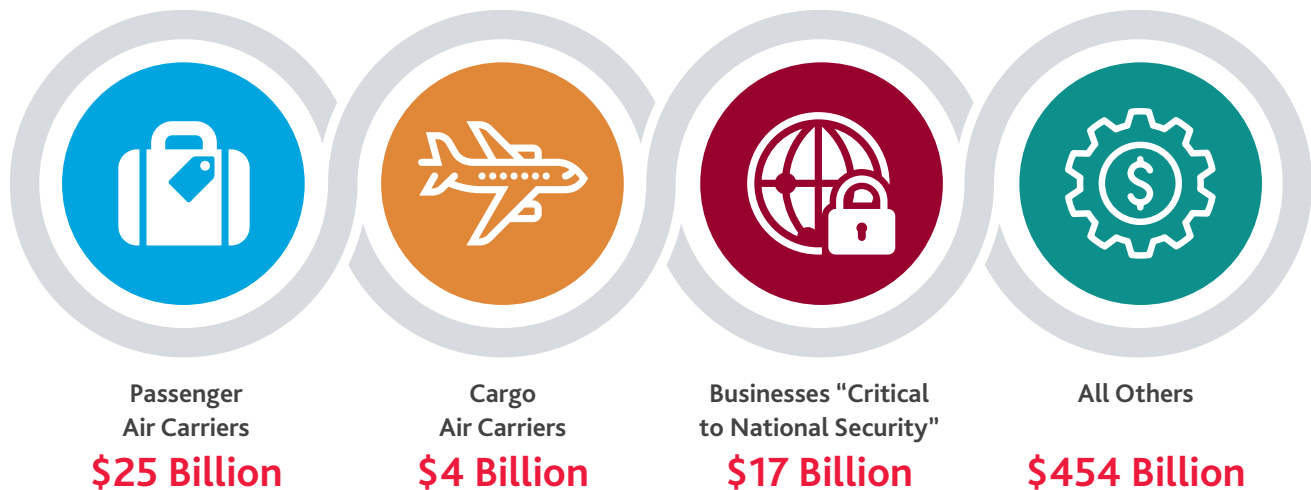 Passenger
Air Carriers
$25 Billion
Cargo
Air Carriers
$4 Billion
Businesses “Critical
to National Security”
$17 Billion
All Others
$454 Billion
$